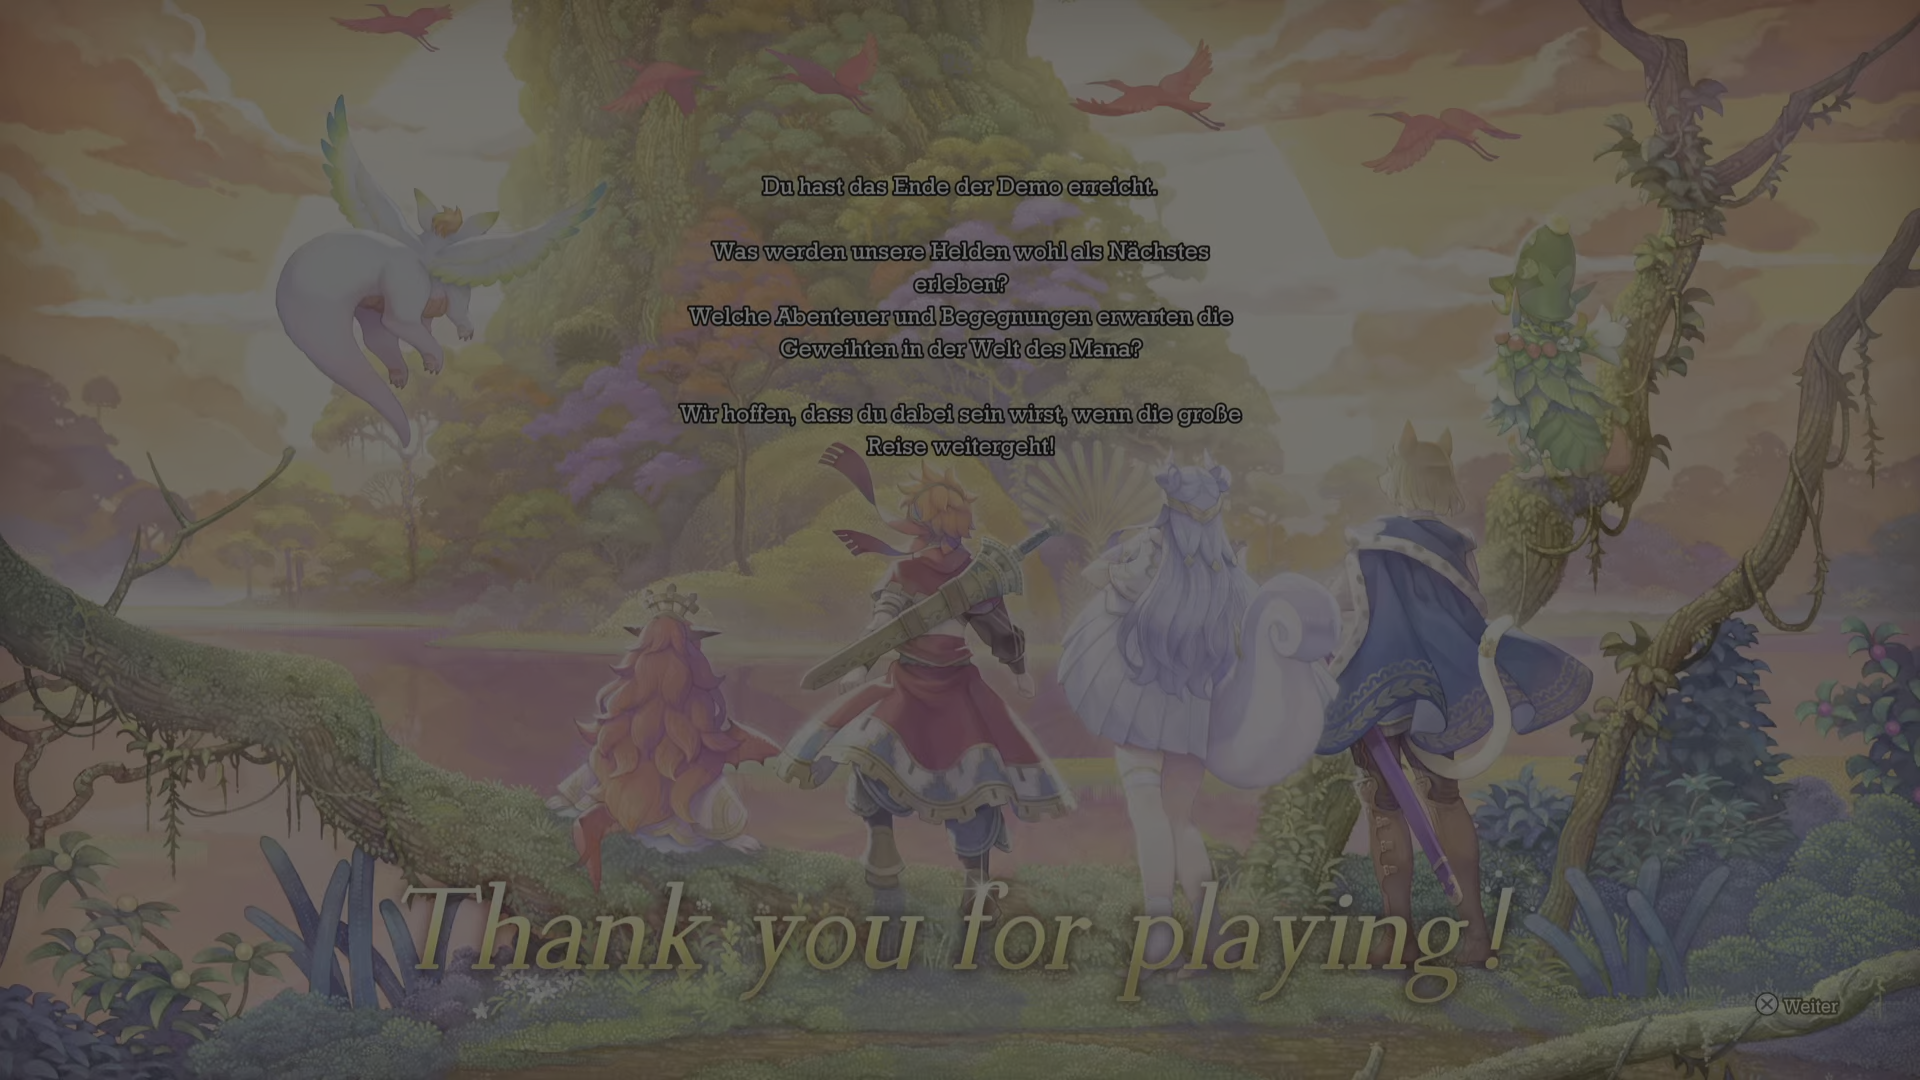 Du hast das Ende der Demo erreicht.
Was werden unsere Helden wohl als Nächstes
erleben?
Welche Abenteuer und Begegnungen erwarten die
Geweihten in der Welt des Mana?
Wir hoffen, dass du dabei sein wirst, wenn die große
Reise weitergeht!
Thank you for playing!
Weiter